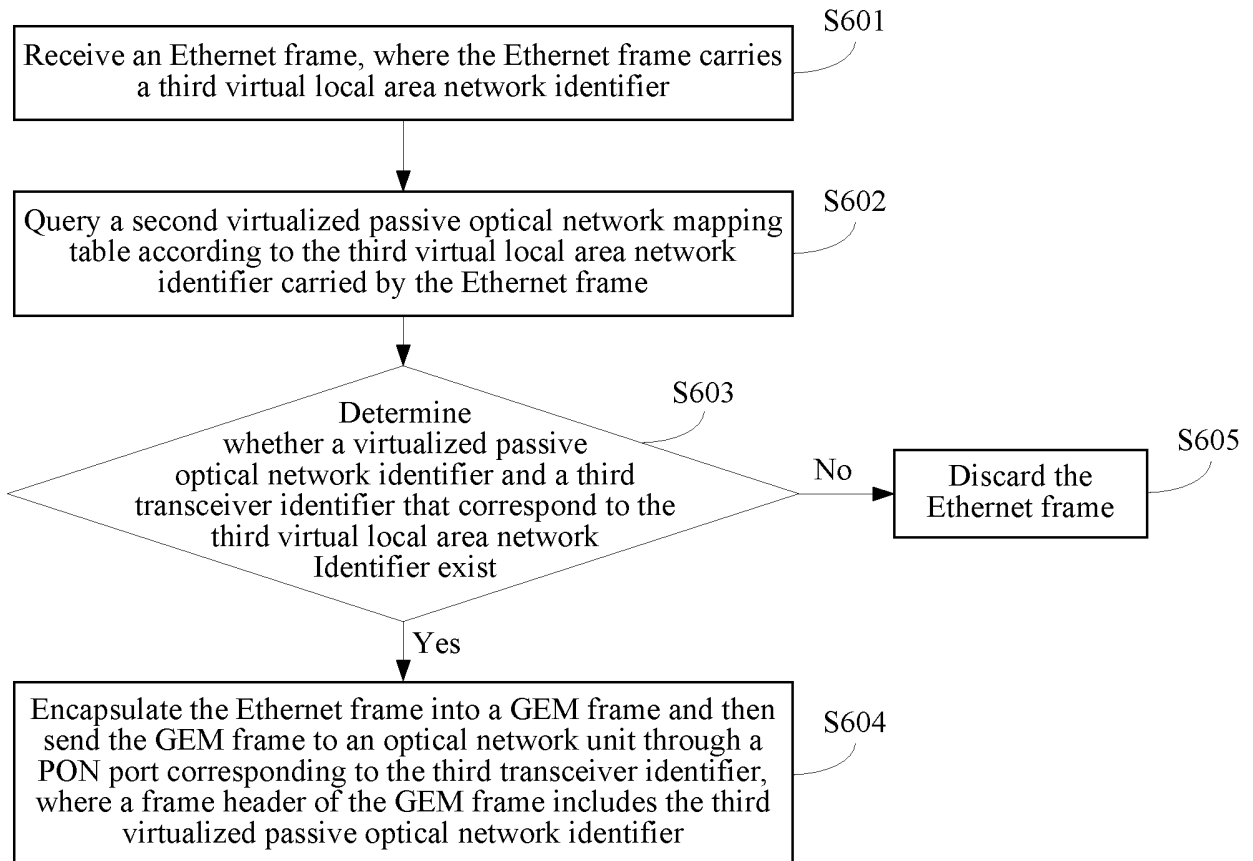 S601
Receive an Ethernet frame, where the Ethernet frame carries
a third virtual local area network identifier
S602
Query a second virtualized passive optical network mapping
table according to the third virtual local area network
identifier carried by the Ethernet frame
S603
Determine
whether a virtualized passive
optical network identifier and a third
transceiver identifier that correspond to the
third virtual local area network
Identifier exist
No
S605
Discard the
Ethernet frame
Yes
S604
Encapsulate the Ethernet frame into a GEM frame and then
send the GEM frame to an optical network unit through a
PON port corresponding to the third transceiver identifier,
where a frame header of the GEM frame includes the third
virtualized passive optical network identifier